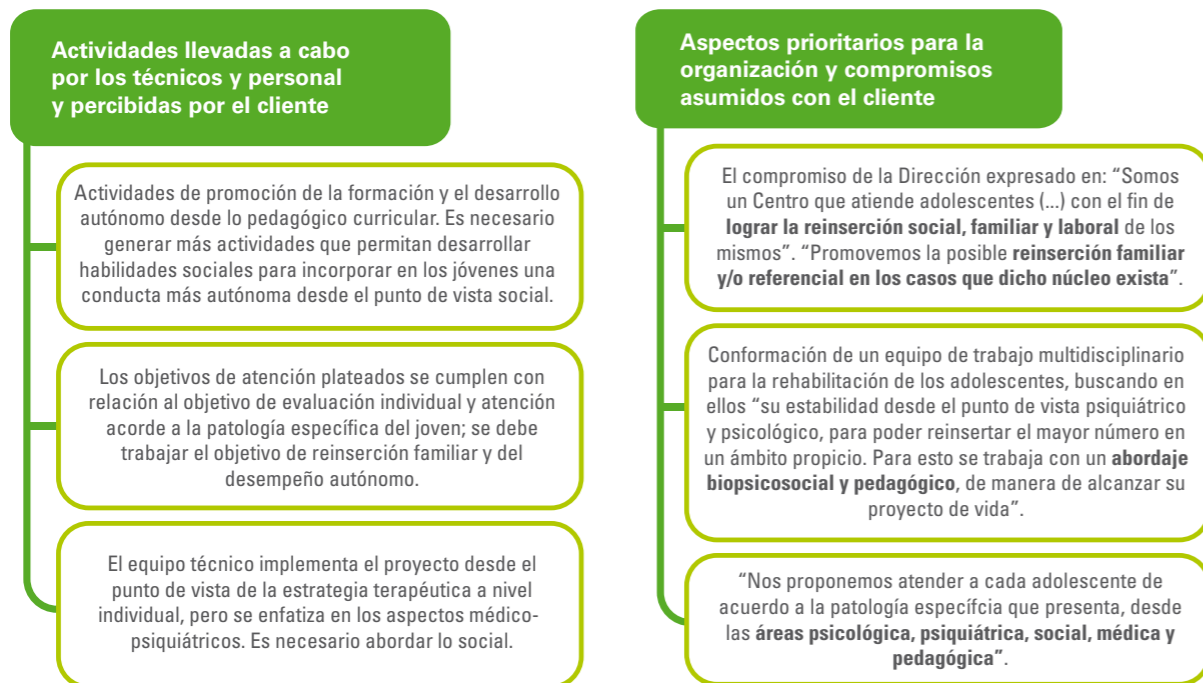 Actividades llevadas a cabo
por los técnicos y personal
y percibidas por el cliente
Actividades de promoción de la formación y el desarrollo
autónomo desde lo pedagógico curricular. Es necesario
generar más actividades que permitan desarrollar
habilidades sociales para incorporar en los jóvenes una
conducta más autónoma desde el punto de vista social.
Los objetivos de atención plateados se cumplen con
relación al objetivo de evaluación individual y atención
acorde a la patología específica del joven; se debe
trabajar el objetivo de reinserción familiar y del
desempeño autónomo.
El equipo técnico implementa el proyecto desde el
punto de vista de la estrategia terapéutica a nivel
individual, pero se enfatiza en los aspectos médico-
psiquiátricos. Es necesario abordar lo social.
Aspectos prioritarios para la
organización y compromisos
asumidos con el cliente
El compromiso de la Dirección expresado en: “Somos
un Centro que atiende adolescentes (...) con el fin de
lograr la reinserción social, familiar y laboral de los
mismos”. “Promovemos la posible reinserción familiar
y/o referencial en los casos que dicho núcleo exista”.
Conformación de un equipo de trabajo multidisciplinario
para la rehabilitación de los adolescentes, buscando en
ellos “su estabilidad desde el punto de vista psiquiátrico
y psicológico, para poder reinsertar el mayor número en
un ámbito propicio. Para esto se trabaja con un abordaje
biopsicosocial y pedagógico, de manera de alcanzar su
proyecto de vida”.
“Nos proponemos atender a cada adolescente de
acuerdo a la patología específcia que presenta, desde
las áreas psicológica, psiquiátrica, social, médica y
pedagógica”.